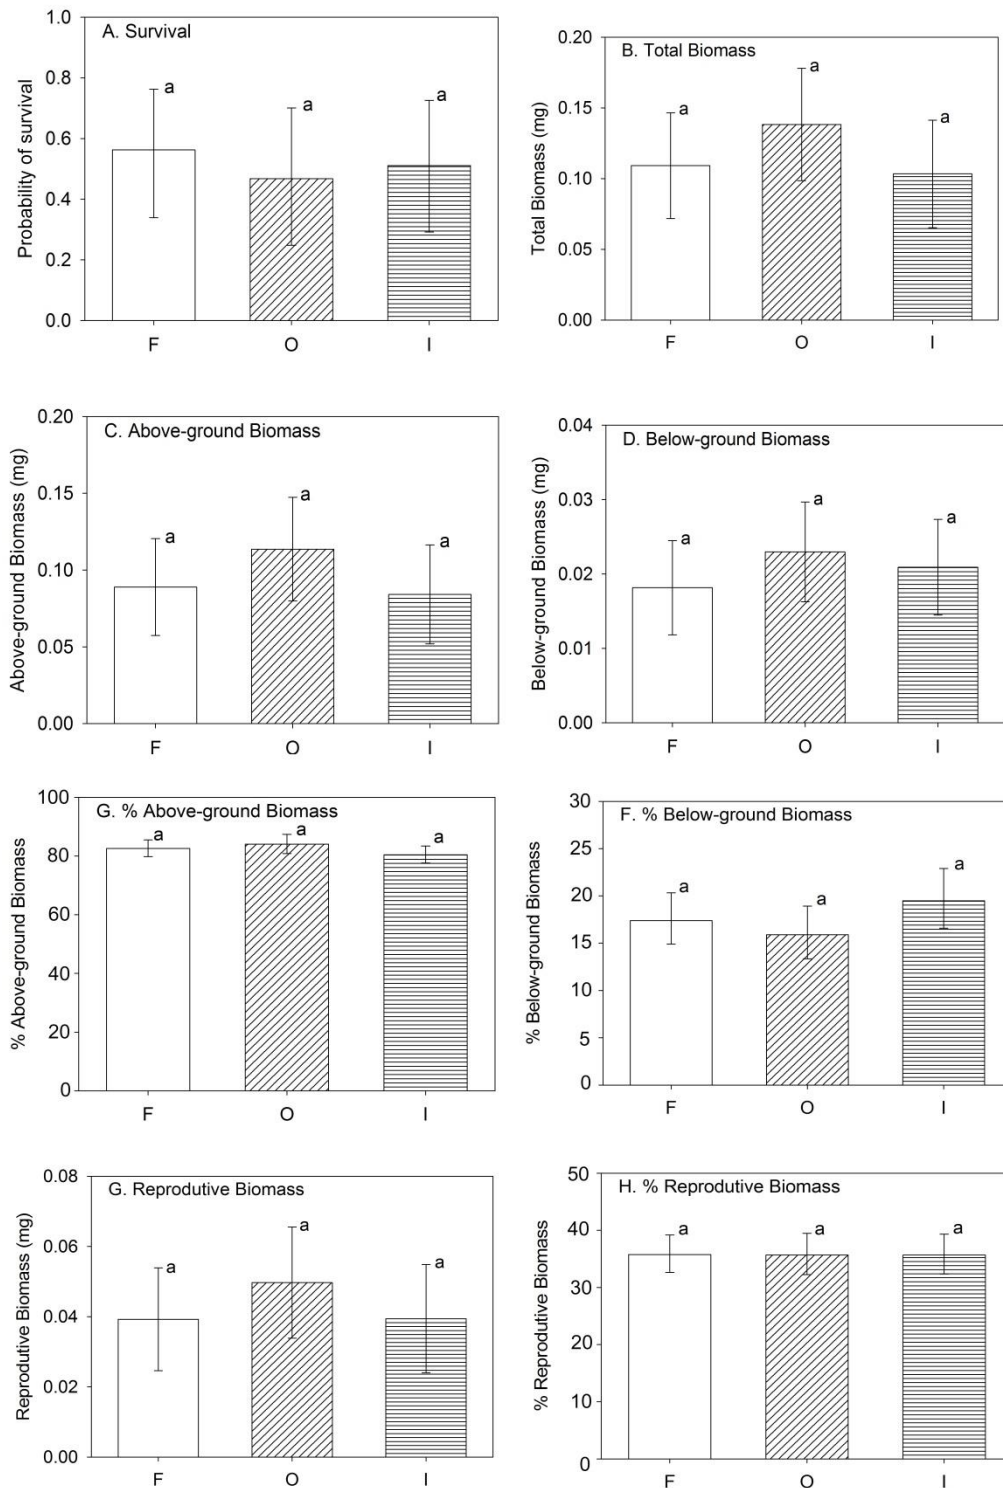 A. Survival
Probability of survival
1.0
0.8
0.6
0.4
0.2
0.0
a
a
a
F O I
B. Total Biomass
Total Biomass (mg)
0.20
0.15
0.10
0.05
0.00
a
a
a
F O I
C. Above-ground Biomass
Above-ground Biomass (mg)
0.20
0.15
0.10
0.05
0.00
a
a
a
F O I
D. Below-ground Biomass
Below-ground Biomass (mg)
0.04
0.03
0.02
0.01
0.00
a
a
a
F O I
G. % Above-ground Biomass
% Above-ground Biomass
100
80
60
40
20
0
a
a
a
F O I
F. % Below-ground Biomass
% Below-ground Biomass
30
25
20
15
10
5
0
a
a
a
F O I
G. Reprodutive Biomass
Reprodutive Biomass (mg)
0.08
0.06
0.04
0.02
0.00
a
a
a
F O I
H. % Reprodutive Biomass
% Reprodutive Biomass
50
40
30
20
10
0
a
a
a
F O I